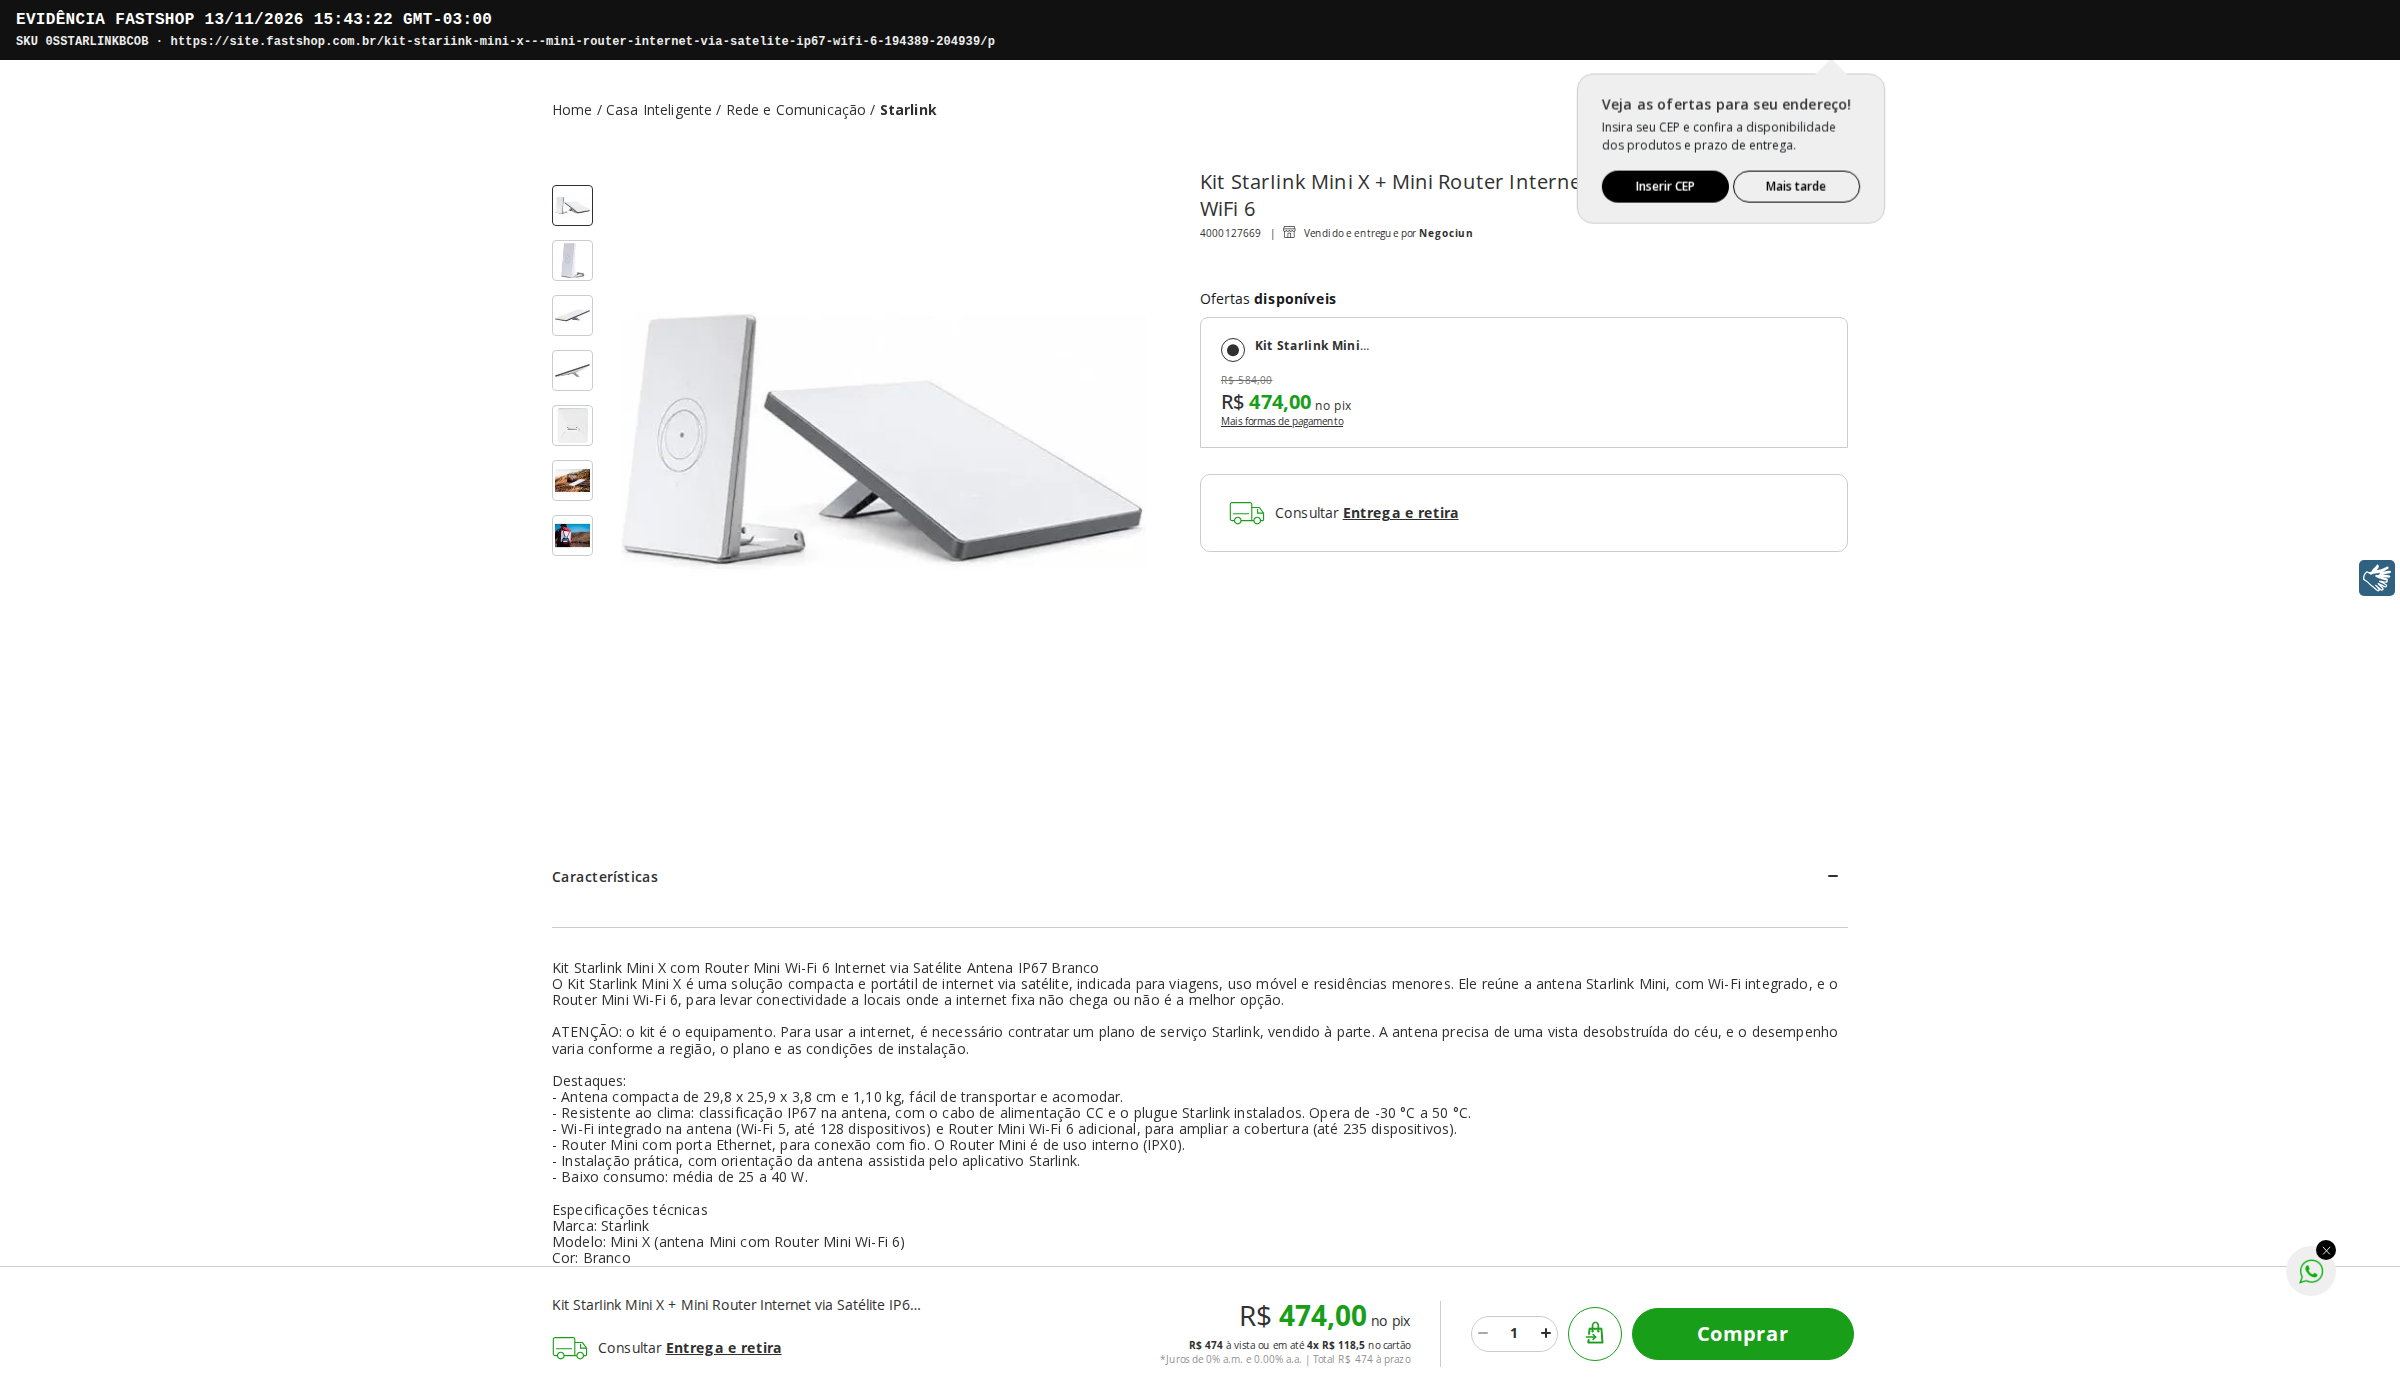 EVIDÊNCIA FASTSHOP 13/11/2026 15:43:22 GMT-03:00
SKU 0SSTARLINKBCOB · https://site.fastshop.com.br/kit-stariink-mini-x---mini-router-internet-via-satelite-ip67-wifi-6-194389-204939/p
Home / Casa Inteligente / Rede e Comunicação / Starlink
Veja as ofertas para seu endereço!
Insira seu CEP e confira a disponibilidade
dos produtos e prazo de entrega.
Inserir CEP
Mais tarde
Kit Starlink Mini X + Mini Router Interne
WiFi 6
4000127669 | Vendido e entregue por Negociun
Ofertas disponíveis
Kit Starlink Mini...
R$ 584,00
R$ 474,00 no pix
Mais formas de pagamento
Consultar Entrega e retira
Características
Kit Starlink Mini X com Router Mini Wi-Fi 6 Internet via Satélite Antena IP67 Branco
O Kit Starlink Mini X é uma solução compacta e portátil de internet via satélite, indicada para viagens, uso móvel e residências menores. Ele reúne a antena Starlink Mini, com Wi-Fi integrado, e o
Router Mini Wi-Fi 6, para levar conectividade a locais onde a internet fixa não chega ou não é a melhor opção.
ATENÇÃO: o kit é o equipamento. Para usar a internet, é necessário contratar um plano de serviço Starlink, vendido à parte. A antena precisa de uma vista desobstruída do céu, e o desempenho
varia conforme a região, o plano e as condições de instalação.
Destaques:
- Antena compacta de 29,8 x 25,9 x 3,8 cm e 1,10 kg, fácil de transportar e acomodar.
- Resistente ao clima: classificação IP67 na antena, com o cabo de alimentação CC e o plugue Starlink instalados. Opera de -30 °C a 50 °C.
- Wi-Fi integrado na antena (Wi-Fi 5, até 128 dispositivos) e Router Mini Wi-Fi 6 adicional, para ampliar a cobertura (até 235 dispositivos).
- Router Mini com porta Ethernet, para conexão com fio. O Router Mini é de uso interno (IPX0).
- Instalação prática, com orientação da antena assistida pelo aplicativo Starlink.
- Baixo consumo: média de 25 a 40 W.
Especificações técnicas
Marca: Starlink
Modelo: Mini X (antena Mini com Router Mini Wi-Fi 6)
Cor: Branco
Kit Starlink Mini X + Mini Router Internet via Satélite IP6...
Consultar Entrega e retira
R$ 474,00 no pix
R$ 474 à vista ou em até 4x R$ 118,5 no cartão
*Juros de 0% a.m. e 0.00% a.a. | Total R$ 474 à prazo
1
Comprar